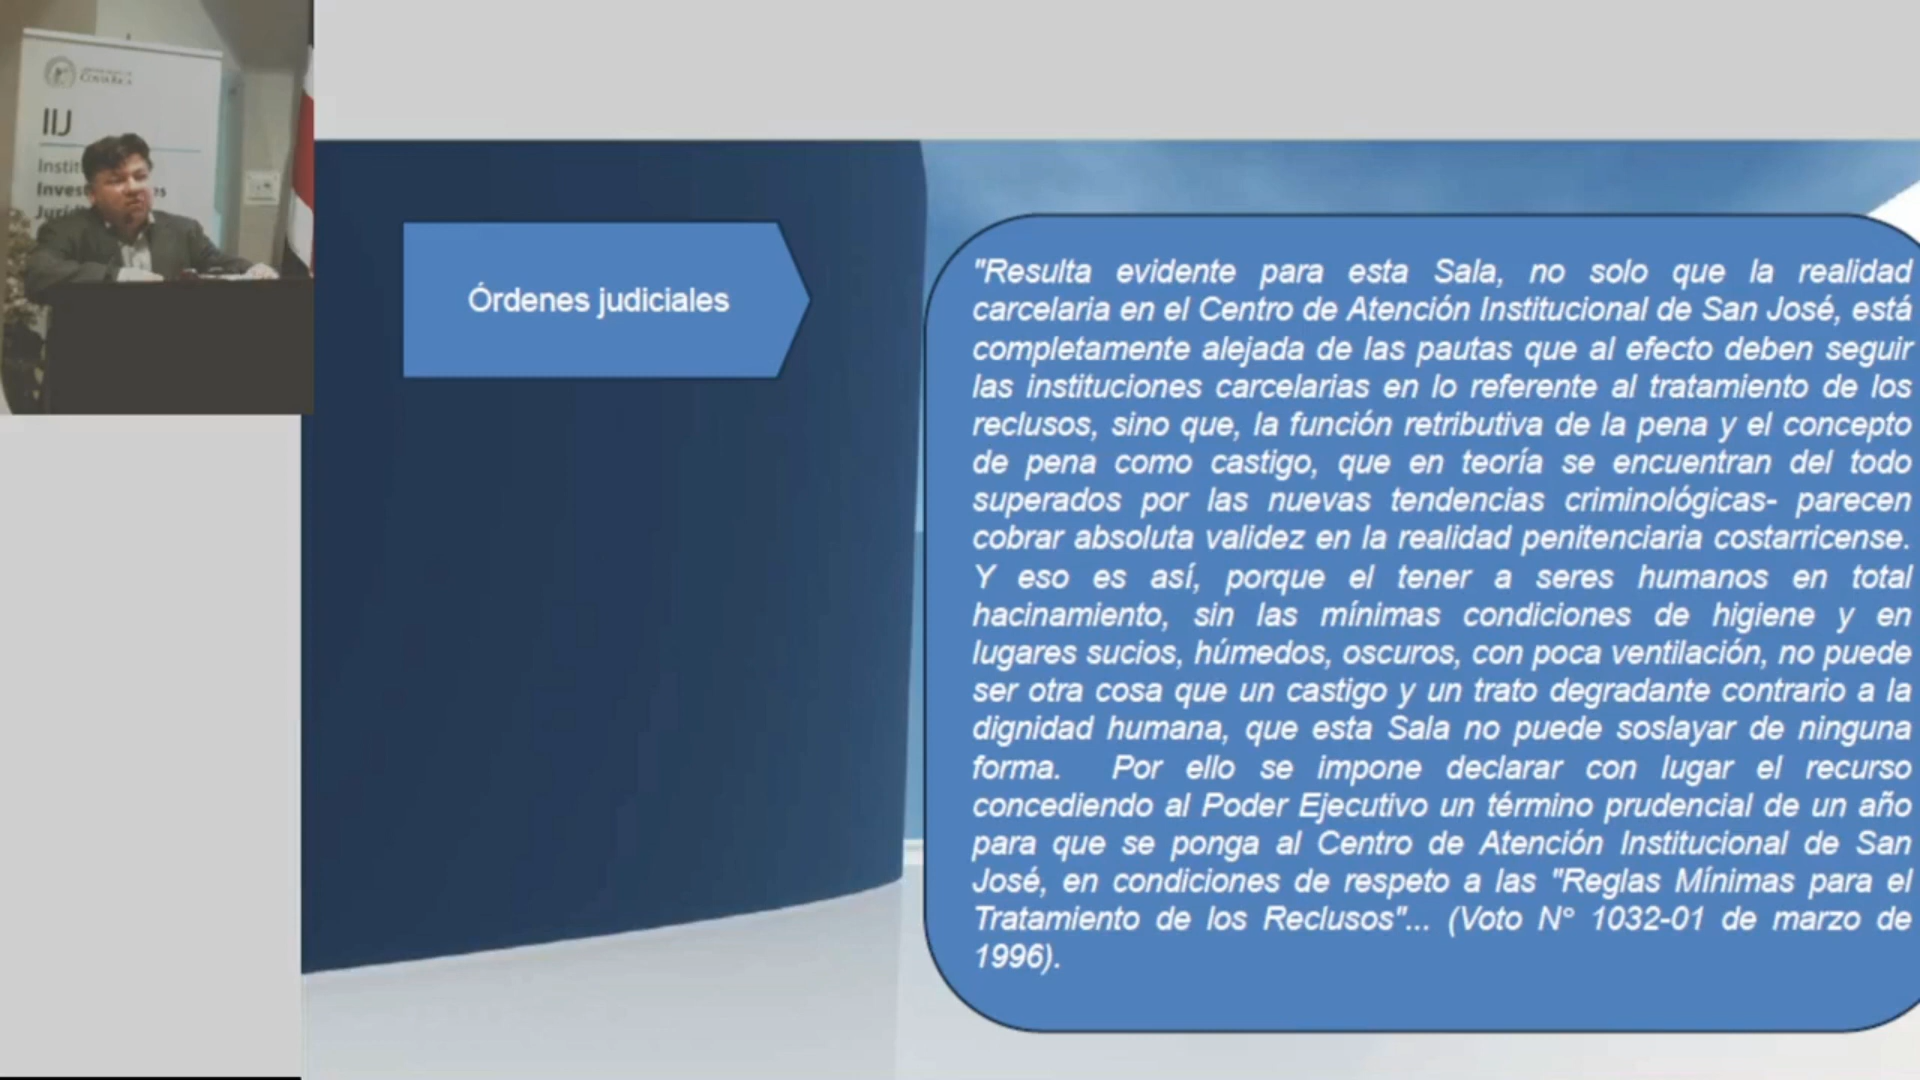 COSTA RICA
IIJ
Órdenes judiciales
"Resulta evidente para esta Sala, no solo que la realidad
carcelaria en el Centro de Atención Institucional de San José, está
completamente alejada de las pautas que al efecto deben seguir
las instituciones carcelarias en lo referente al tratamiento de los
reclusos, sino que, la función retributiva de la pena y el concepto
de pena como castigo, que en teoría se encuentran del todo
superados por las nuevas tendencias criminológicas- parecen
cobrar absoluta validez en la realidad penitenciaria costarricense.
Y eso es así, porque el tener a seres humanos en total
hacinamiento, sin las mínimas condiciones de higiene y en
lugares sucios, húmedos, oscuros, con poca ventilación, no puede
ser otra cosa que un castigo y un trato degradante contrario a la
dignidad humana, que esta Sala no puede soslayar de ninguna
forma. Por ello se impone declarar con lugar el recurso
concediendo al Poder Ejecutivo un término prudencial de un año
para que se ponga al Centro de Atención Institucional de San
José, en condiciones de respeto a las "Reglas Mínimas para el
Tratamiento de los Reclusos"... (Voto N° 1032-01 de marzo de
1996).